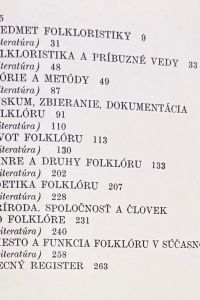 5
EDMET FOLKLORISTIKY 9
iteratúra) 31
LKLORISTIKA A PRÍBUZNÉ VEDY 33
iteratúra) 48
ÓRIE A METÓDY 49
iteratúra) 87
SKUM, ZBIERANIE, DOKUMENTÁCIA
LKLÓRU 91
iteratúra) 110
VOT FOLKLÓRU 113
iteratúra) 130
NRE A DRUHY FOLKLÓRU 133
iteratúra) 202
ETIKA FOLKLÓRU 207
iteratúra) 228
ÍRODA, SPOLOČNOSŤ A ČLOVEK
O FOLKLÓRE 231
iteratúra) 240
ESTO A FUNKCIA FOLKLÓRU V SÚČASNO
iteratúra) 258
ECNÝ REGISTER 263